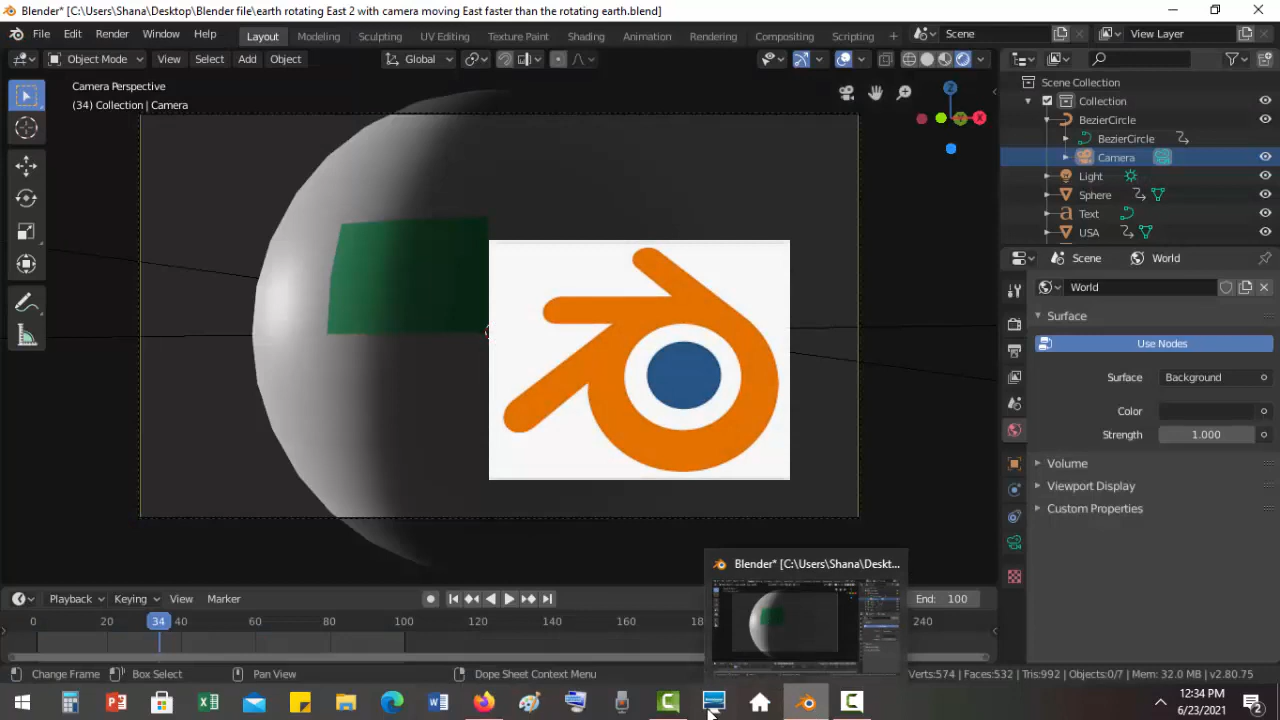 Blender* [C:\Users\Shana\Desktop\Blender file\earth rotating East 2 with camera moving East faster than the rotating earth.blend]
File Edit Render Window Help Layout Modeling Sculpting UV Editing Texture Paint Shading Animation Rendering Compositing Scripting + Scene View Layer
Object Mode View Select Add Object Global
Camera Perspective
(34) Collection | Camera
Z
X
Scene Collection
Collection
BezierCircle
BezierCircle
Camera
Light
Sphere
Text
USA
Scene World
World
Surface
Use Nodes
Surface Background
Color
Strength 1.000
Volume
Viewport Display
Custom Properties
Blender* [C:\Users\Shana\Deskt...
Playback Keying View Marker End: 100
0 20 34 40 60 80 100 120 140 160 18 240
Change Frame Box Select Pan View Dope Sheet Context Menu Verts:574 | Faces:532 | Tris:992 | Objects:0/7 | Mem: 32.0 MB | v2.80.75
12:34 PM
6/23/2021
2